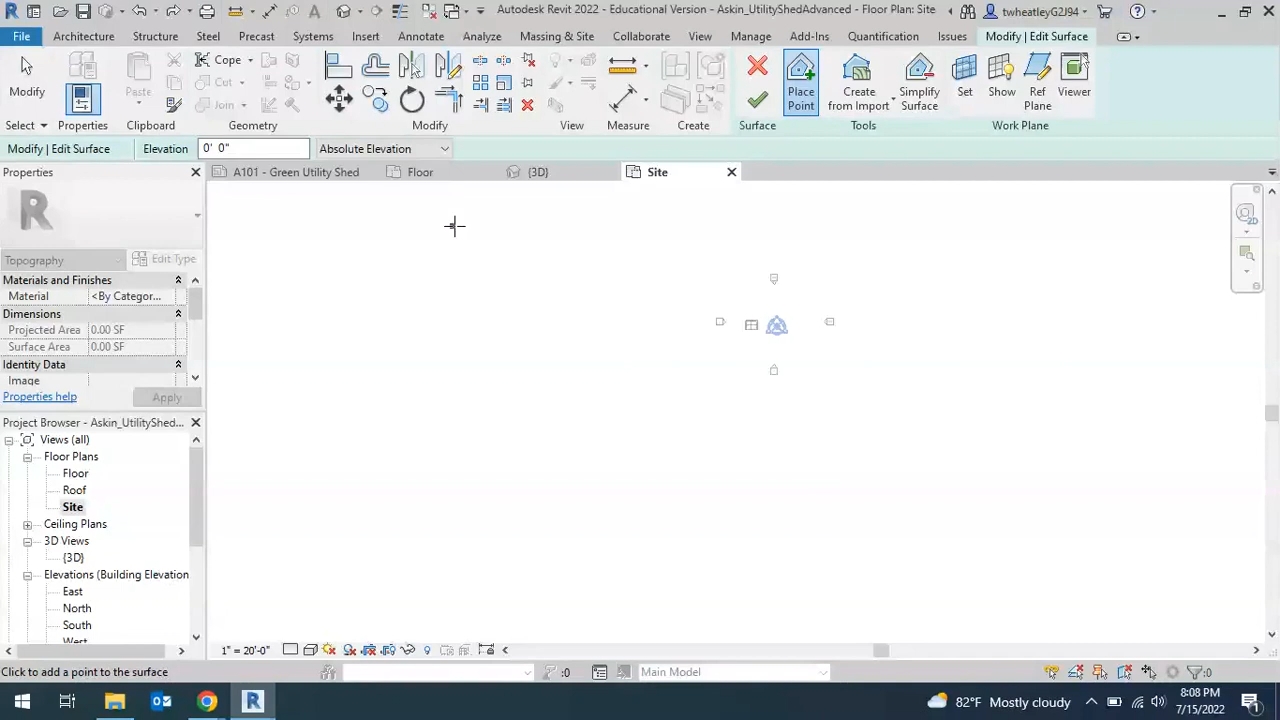 Autodesk Revit 2022 - Educational Version - Askin_UtilityShedAdvanced - Floor Plan: Site
twheatleyG2J94
File Architecture Structure Steel Precast Systems Insert Annotate Analyze Massing & Site Collaborate View Manage Add-Ins Quantification Issues Modify | Edit Surface
Modify
Paste
Cope
Cut
Join
Place Point
Create from Import
Simplify Surface
Set
Show
Ref Plane
Viewer
Select Properties Clipboard Geometry Modify View Measure Create Surface Tools Work Plane
Modify | Edit Surface Elevation 0' 0" Absolute Elevation
Properties
A101 - Green Utility Shed
Floor
{3D}
Site
Topography
Edit Type
Materials and Finishes
Material <By Categor...
Dimensions
Projected Area 0.00 SF
Surface Area 0.00 SF
Identity Data
Image
Properties help
Apply
Project Browser - Askin_UtilityShed...
Views (all)
Floor Plans
Floor
Roof
Site
Ceiling Plans
3D Views
{3D}
Elevations (Building Elevation
East
North
South
West
1" = 20'-0"
Click to add a point to the surface
:0
Main Model
:0
2D
82°F Mostly cloudy
8:08 PM
7/15/2022